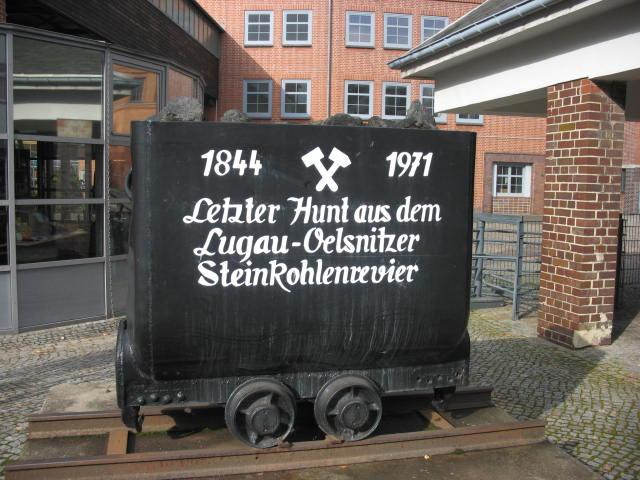 1844 1971
Letzter Hunt aus dem
Lugau-Oelsnitzer
Steinkohlenrevier